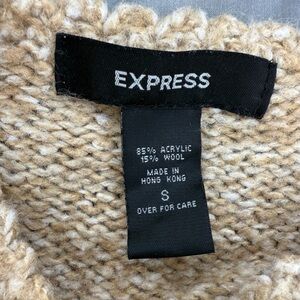 EXPRESS
85% ACRYLIC
15% WOOL
MADE IN
HONG KONG
S
OVER FOR CARE